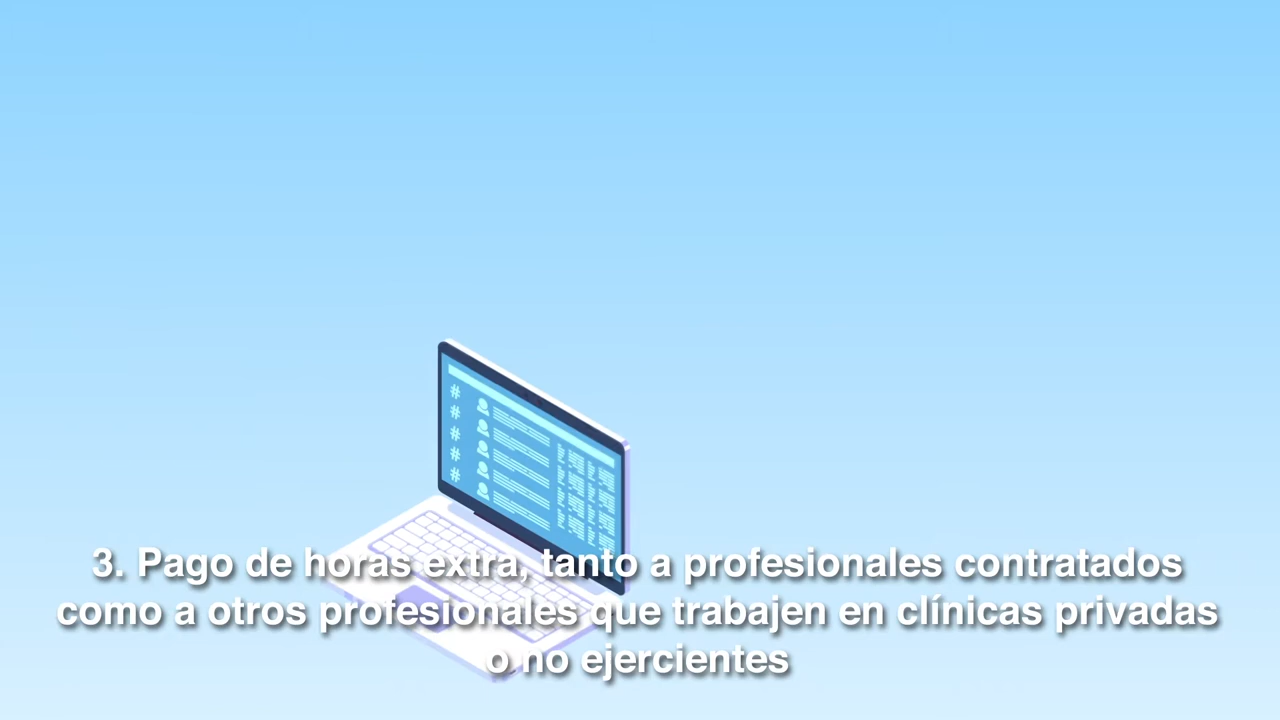 3. Pago de horas extra, tanto a profesionales contratados
como a otros profesionales que trabajen en clínicas privadas
o no ejercientes
#
#
#
#
#